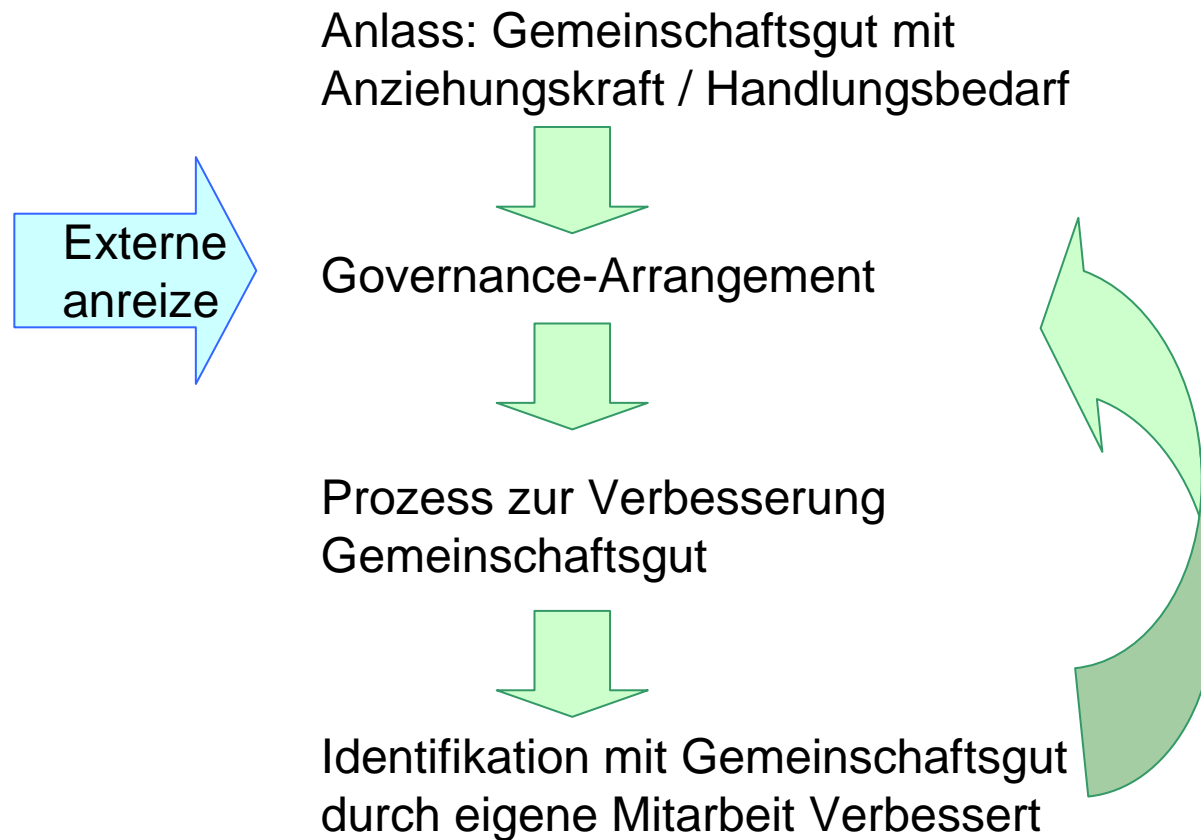 Anlass: Gemeinschaftsgut mit
Anziehungskraft / Handlungsbedarf
Externe
anreize
Governance-Arrangement
Prozess zur Verbesserung
Gemeinschaftsgut
Identifikation mit Gemeinschaftsgut
durch eigene Mitarbeit Verbessert